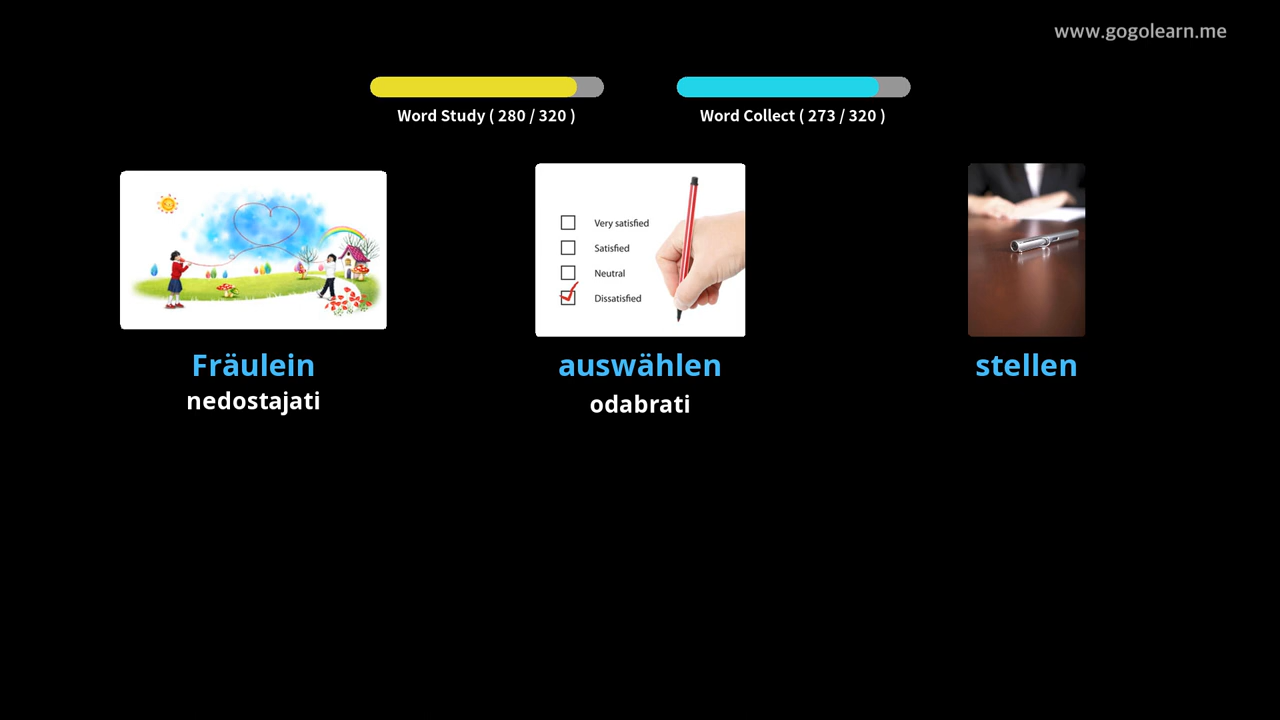 www.gogolearn.me
Word Study ( 280 / 320 )
Word Collect ( 273 / 320 )
Very satisfied
Satisfied
Neutral
Dissatisfied
Fräulein
nedostajati
auswählen
odabrati
stellen